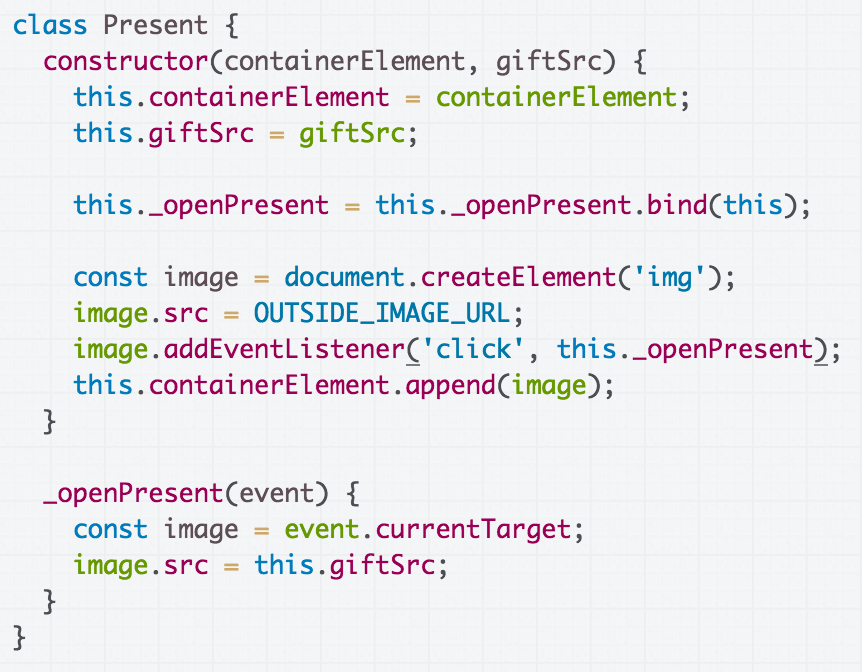 class Present {
  constructor(containerElement, giftSrc) {
    this.containerElement = containerElement;
    this.giftSrc = giftSrc;

    this._openPresent = this._openPresent.bind(this);

    const image = document.createElement('img');
    image.src = OUTSIDE_IMAGE_URL;
    image.addEventListener('click', this._openPresent);
    this.containerElement.append(image);
  }

  _openPresent(event) {
    const image = event.currentTarget;
    image.src = this.giftSrc;
  }
}